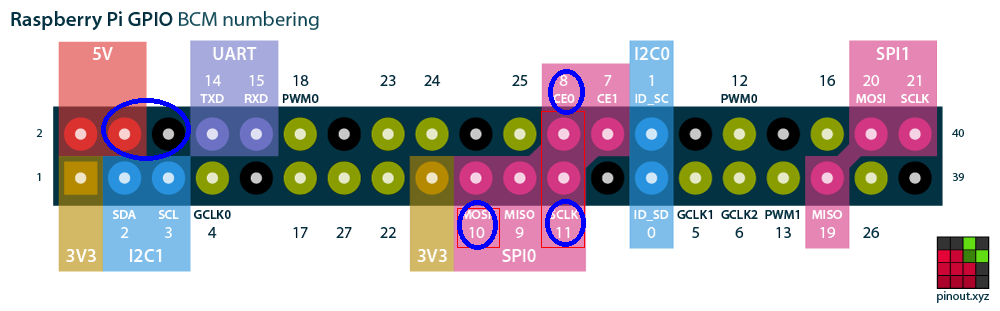 Raspberry Pi GPIO BCM numbering
5V UART I2C0 SPI1
14 15 18 23 24 25 8 7 1 12 16 20 21
TXD RXD PWM0 CE0 CE1 ID_SC PWM0 MOSI SCLK
2 40
1 39
SDA SCL GCLK0 MOSI MISO SCLK ID_SD GCLK1 GCLK2 PWM1 MISO
2 3 4 17 27 22 10 9 11 0 5 6 13 19 26
3V3 I2C1 3V3 SPI0
pinout.xyz